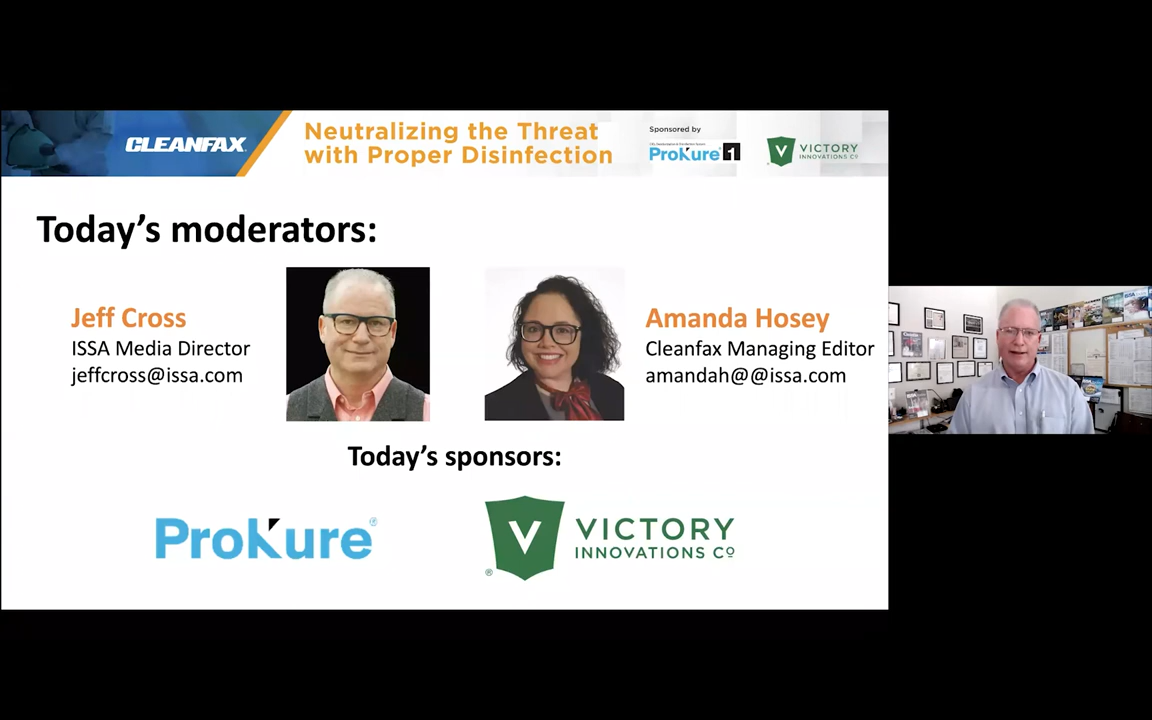 CLEANFAX
Neutralizing the Threat
with Proper Disinfection
Sponsored by
ProKure 1
VICTORY
INNOVATIONS Cº
Today's moderators:
Jeff Cross
ISSA Media Director
jeffcross@issa.com
Amanda Hosey
Cleanfax Managing Editor
amandah@@issa.com
Today's sponsors:
ProKure®
VICTORY
INNOVATIONS Cº